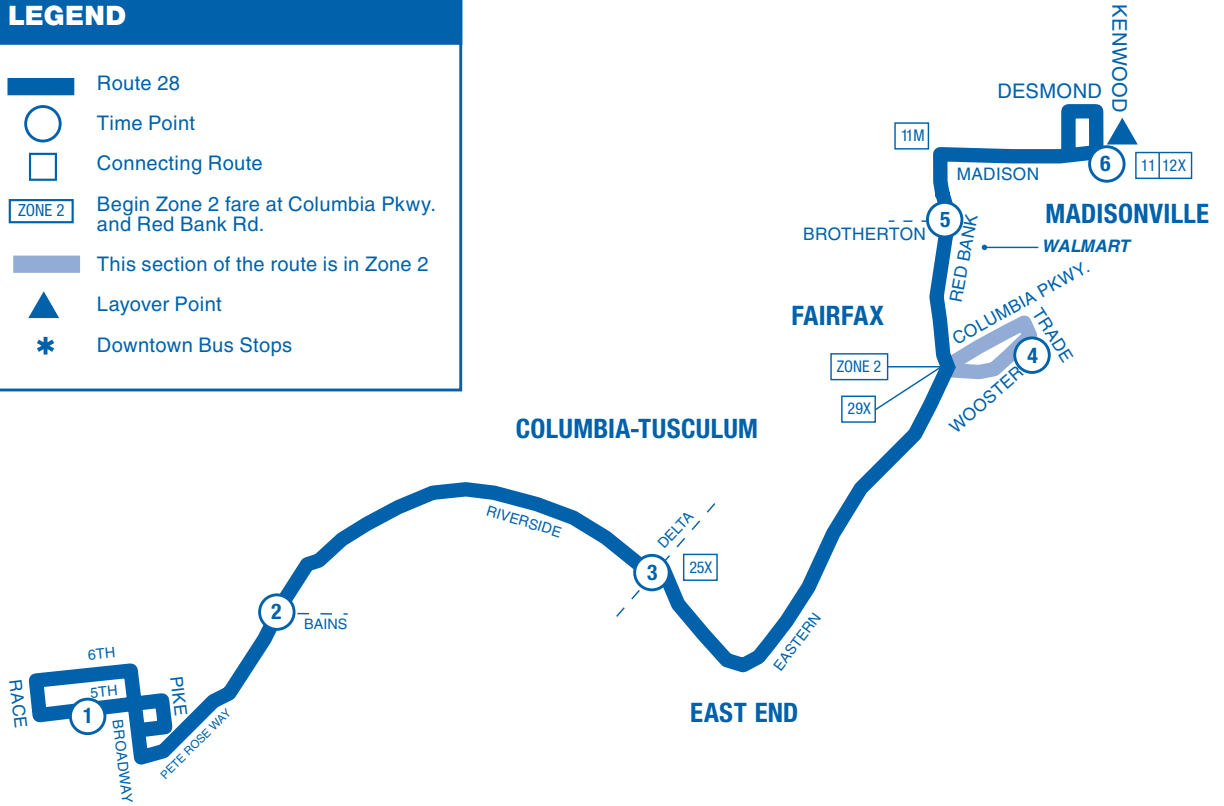 LEGEND
Route 28
Time Point
Connecting Route
ZONE 2
Begin Zone 2 fare at Columbia Pkwy.
and Red Bank Rd.
This section of the route is in Zone 2
Layover Point
Downtown Bus Stops
KENWOOD
DESMOND
11M
MADISON
6
11 12X
MADISONVILLE
5
BROTHERTON
RED BANK
WALMART
COLUMBIA PKWY.
FAIRFAX
TRADE
4
ZONE 2
WOOSTER
29X
COLUMBIA-TUSCULUM
RIVERSIDE
DELTA
3
25X
2
BAINS
EASTERN
6TH
RACE
5TH
PIKE
1
BROADWAY
PETE ROSE WAY
EAST END